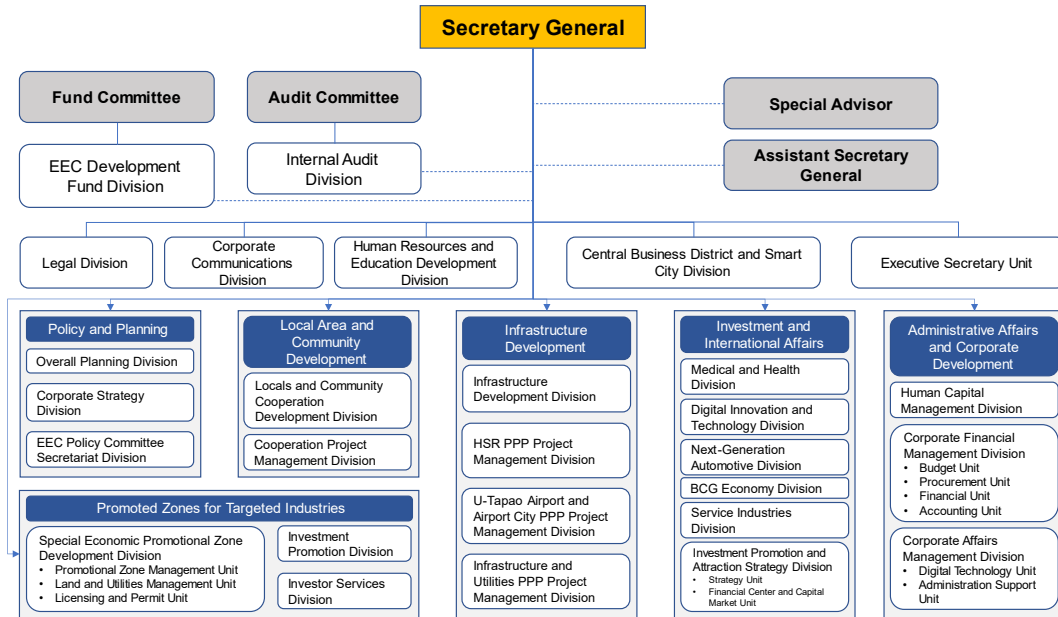 Secretary General
Fund Committee
Audit Committee
Special Advisor
EEC Development
Fund Division
Internal Audit
Division
Assistant Secretary
General
Legal Division
Corporate
Communications
Division
Human Resources and
Education Development
Division
Central Business District and Smart
City Division
Executive Secretary Unit
Policy and Planning
Overall Planning Division
Corporate Strategy
Division
EEC Policy Committee
Secretariat Division
Local Area and
Community
Development
Locals and Community
Cooperation
Development Division
Cooperation Project
Management Division
Promoted Zones for Targeted Industries
Special Economic Promotional Zone
Development Division
• Promotional Zone Management Unit
• Land and Utilities Management Unit
• Licensing and Permit Unit
Investment
Promotion Division
Investor Services
Division
Infrastructure
Development
Infrastructure
Development Division
HSR PPP Project
Management Division
U-Tapao Airport and
Airport City PPP Project
Management Division
Infrastructure and
Utilities PPP Project
Management Division
Investment and
International Affairs
Medical and Health
Division
Digital Innovation and
Technology Division
Next-Generation
Automotive Division
BCG Economy Division
Service Industries
Division
Investment Promotion and
Attraction Strategy Division
• Strategy Unit
• Financial Center and Capital
Market Unit
Administrative Affairs
and Corporate
Development
Human Capital
Management Division
Corporate Financial
Management Division
• Budget Unit
• Procurement Unit
• Financial Unit
• Accounting Unit
Corporate Affairs
Management Division
• Digital Technology Unit
• Administration Support
Unit